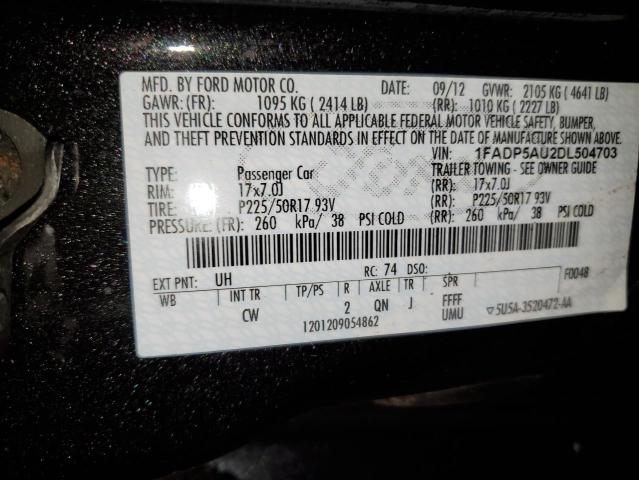 MFD. BY FORD MOTOR CO. DATE: 09/12 GVWR: 2105 KG (4641 LB)
GAWR: (FR): 1095 KG (2414 LB) (RR): 1010 KG (2227 LB)
THIS VEHICLE CONFORMS TO ALL APPLICABLE FEDERAL MOTOR VEHICLE SAFETY, BUMPER,
AND THEFT PREVENTION STANDARDS IN EFFECT ON THE DATE OF MANUFACTURE SHOWN ABOVE.
VIN: 1FADP5AU2DL504703
TYPE: Passenger Car TRAILER TOWING - SEE OWNER GUIDE
RIM: 17x7.0J (RR): 17x7.0J
TIRE: P225/50R17 93V (RR): P225/50R17 93V
PRESSURE: (FR): 260 kPa/ 38 PSI COLD (RR): 260 kPa/ 38 PSI COLD
EXT PNT: UH RC: 74 DSO: F0048
WB INT TR TP/PS R AXLE TR SPR
CW 2 QN J FFFF
UMU
1201209054862 ▽5U5A-3520472-AA